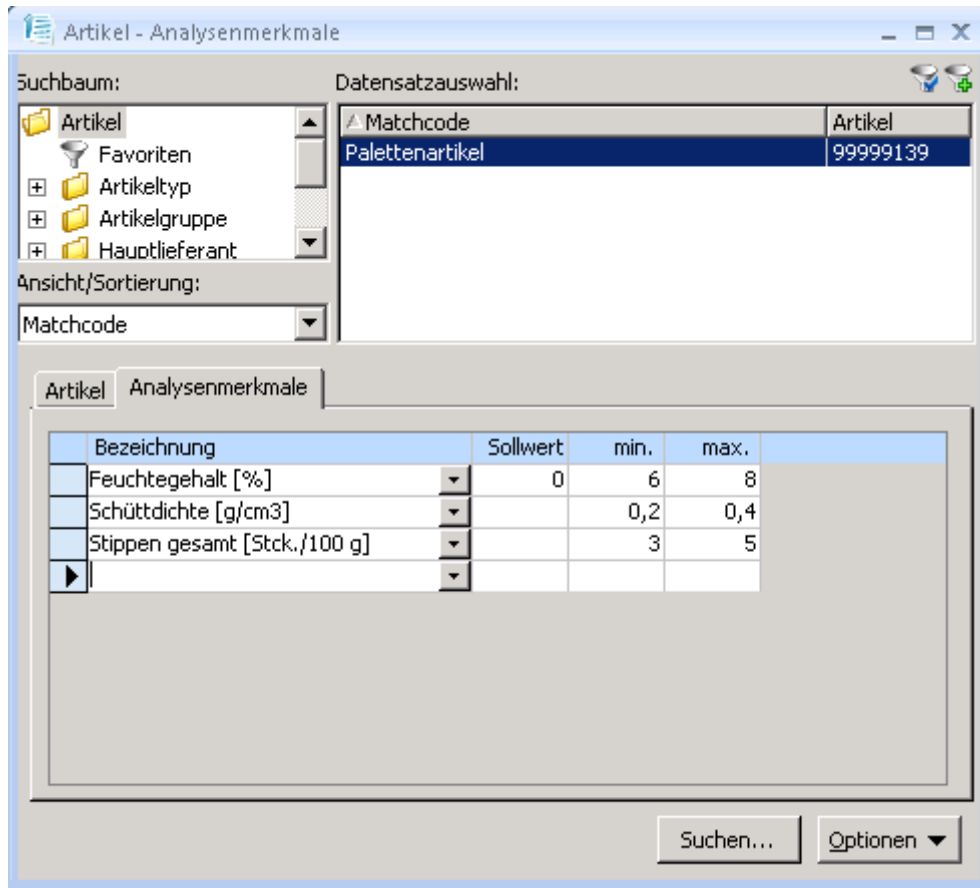 Artikel - Analysenmerkmale
Suchbaum:
Datensatzauswahl:
Artikel
Favoriten
Artikeltyp
Artikelgruppe
Hauptlieferant
Matchcode Artikel
Palettenartikel 99999139
Ansicht/Sortierung:
Matchcode
Artikel Analysenmerkmale
Bezeichnung Sollwert min. max.
Feuchtegehalt [%] 0 6 8
Schüttdichte [g/cm3] 0,2 0,4
Stippen gesamt [Stck./100 g] 3 5
Suchen... Optionen